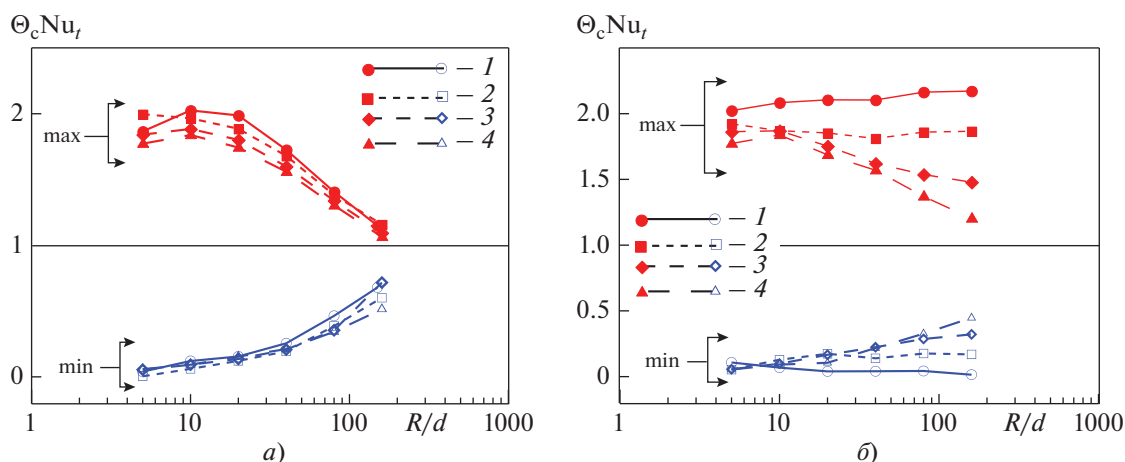 Θ_cNu_t
2
1
0
max
min
– 1
– 2
– 3
– 4
1
10
100
R/d
1000
а)
Θ_cNu_t
2.0
1.5
1.0
0.5
0
max
min
– 1
– 2
– 3
– 4
1
10
100
R/d
1000
б)